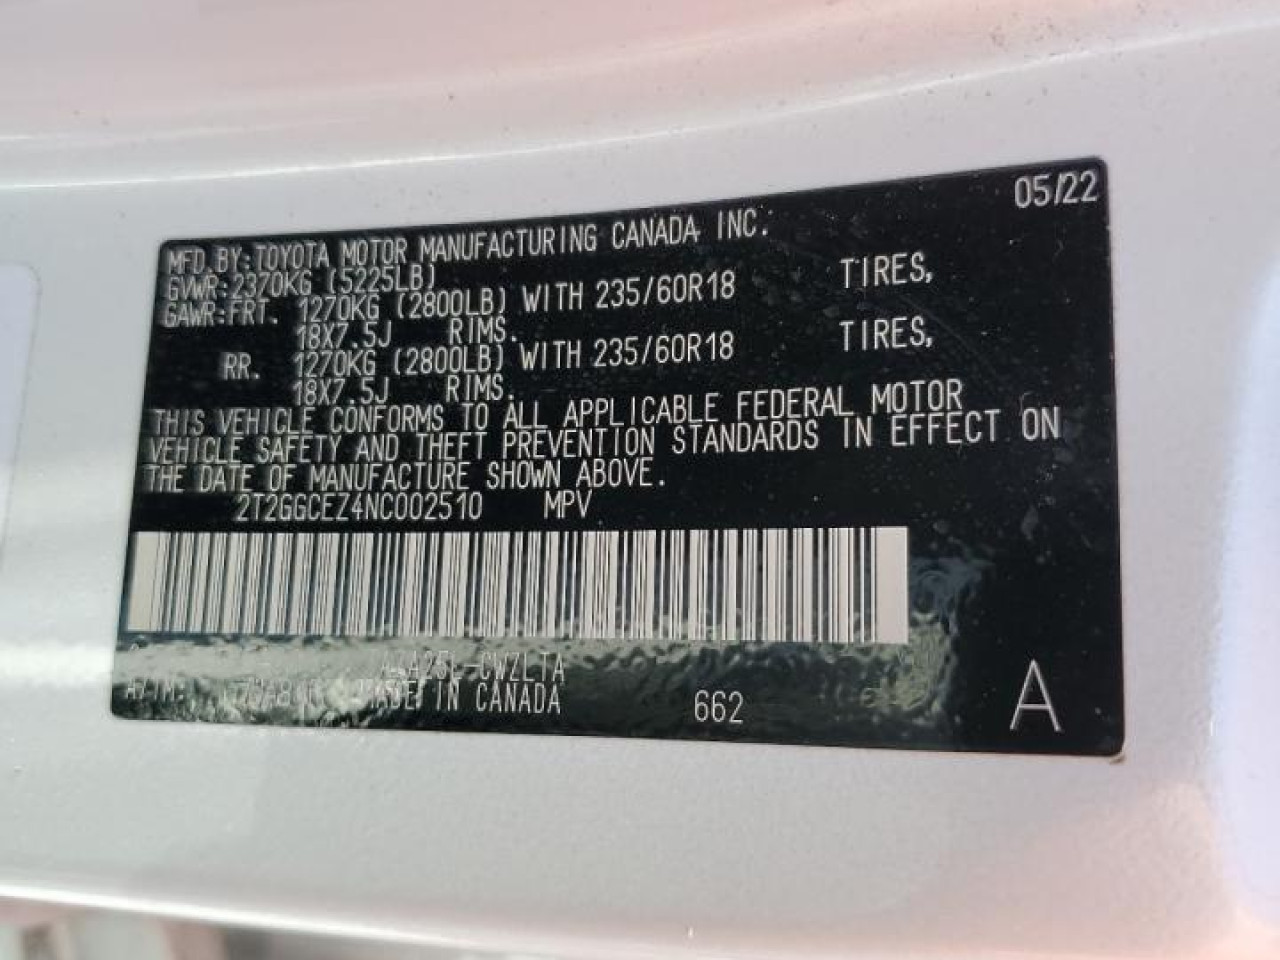 05/22
MFD.BY:TOYOTA MOTOR MANUFACTURING CANADA INC.
GVWR:2370KG (5225LB)
GAWR:FRT. 1270KG (2800LB) WITH 235/60R18 TIRES,
18X7.5J RIMS.
RR. 1270KG (2800LB) WITH 235/60R18 TIRES,
18X7.5J RIMS.
THIS VEHICLE CONFORMS TO ALL APPLICABLE FEDERAL MOTOR
VEHICLE SAFETY AND THEFT PREVENTION STANDARDS IN EFFECT ON
THE DATE OF MANUFACTURE SHOWN ABOVE.
2T2GGCEZ4NC002510 MPV
MADE IN CANADA 662 A